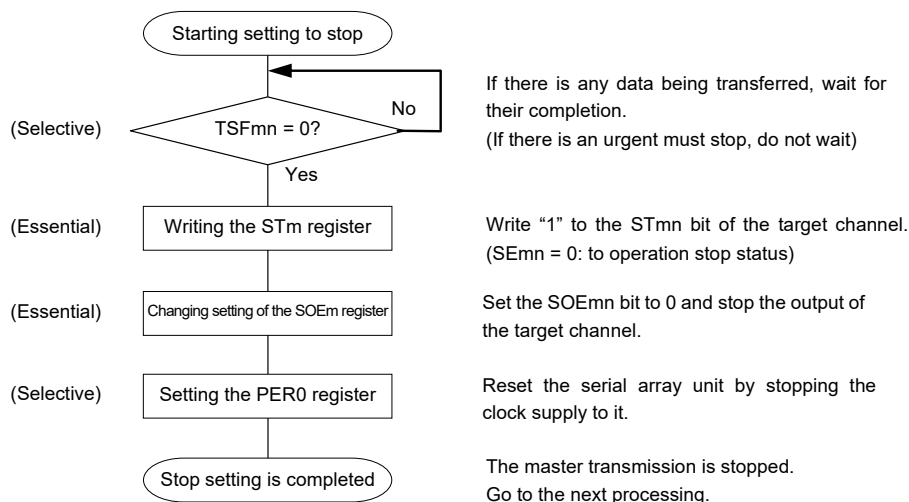 Starting setting to stop
If there is any data being transferred, wait for
their completion.
(If there is an urgent must stop, do not wait)
(Selective)
TSFmn = 0?
No
Yes
(Essential)
Writing the STm register
Write “1” to the STmn bit of the target channel.
(SEmn = 0: to operation stop status)
(Essential)
Changing setting of the SOEm register
Set the SOEmn bit to 0 and stop the output of
the target channel.
(Selective)
Setting the PER0 register
Reset the serial array unit by stopping the
clock supply to it.
Stop setting is completed
The master transmission is stopped.
Go to the next processing.